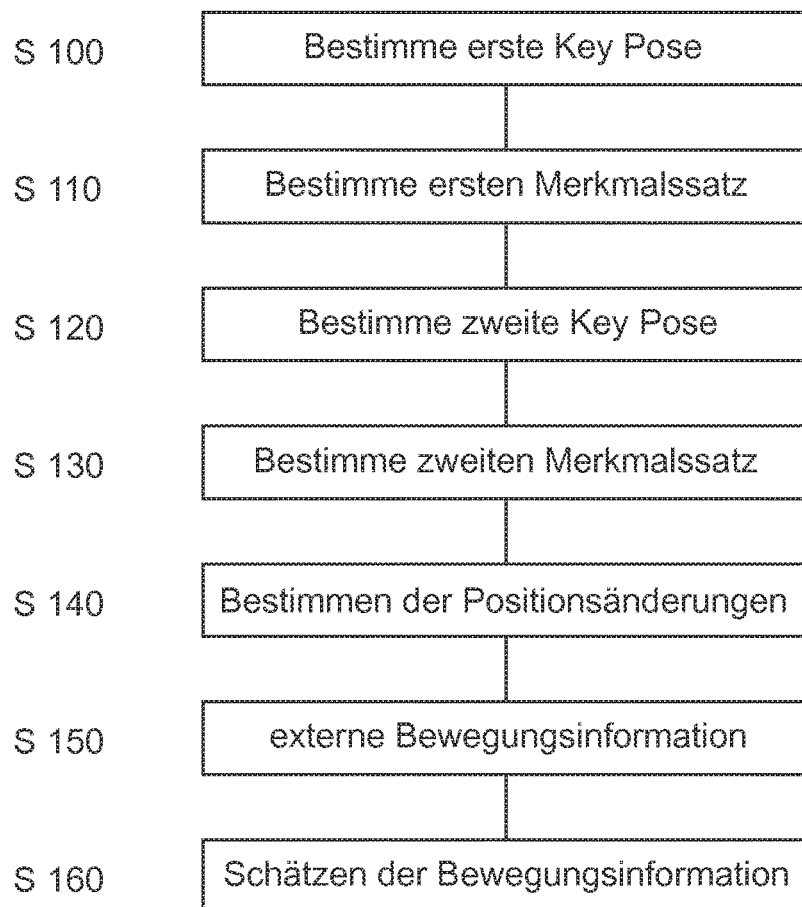 S 100 Bestimme erste Key Pose
S 110 Bestimme ersten Merkmalssatz
S 120 Bestimme zweite Key Pose
S 130 Bestimme zweiten Merkmalssatz
S 140 Bestimmen der Positionsänderungen
S 150 externe Bewegungsinformation
S 160 Schätzen der Bewegungsinformation